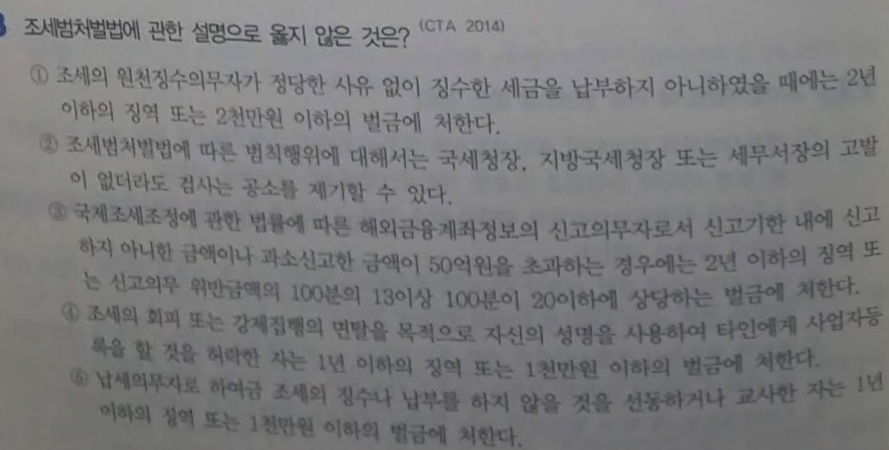 조세범처벌법에 관한 설명으로 옳지 않은 것은? (CTA 2014)
① 조세의 원천징수의무자가 정당한 사유 없이 징수한 세금을 납부하지 아니하였을 때에는 2년
이하의 징역 또는 2천만원 이하의 벌금에 처한다.
② 조세범처벌법에 따른 범칙행위에 대해서는 국세청장, 지방국세청장 또는 세무서장의 고발
이 없더라도 검사는 공소를 제기할 수 있다.
③ 국제조세조정에 관한 법률에 따른 해외금융계좌정보의 신고의무자로서 신고기한 내에 신고
하지 아니한 금액이나 과소신고한 금액이 50억원을 초과하는 경우에는 2년 이하의 징역 또
는 신고의무 위반금액의 100분의 13이상 100분이 20이하에 상당하는 벌금에 처한다.
④ 조세의 회피 또는 강제집행의 면탈을 목적으로 자신의 성명을 사용하여 타인에게 사업자등
록을 할 것을 허락한 자는 1년 이하의 징역 또는 1천만원 이하의 벌금에 처한다.
⑤ 납세의무자로 하여금 조세의 징수나 납부를 하지 않을 것을 선동하거나 교사한 자는 1년
이하의 징역 또는 1천만원 이하의 벌금에 처한다.